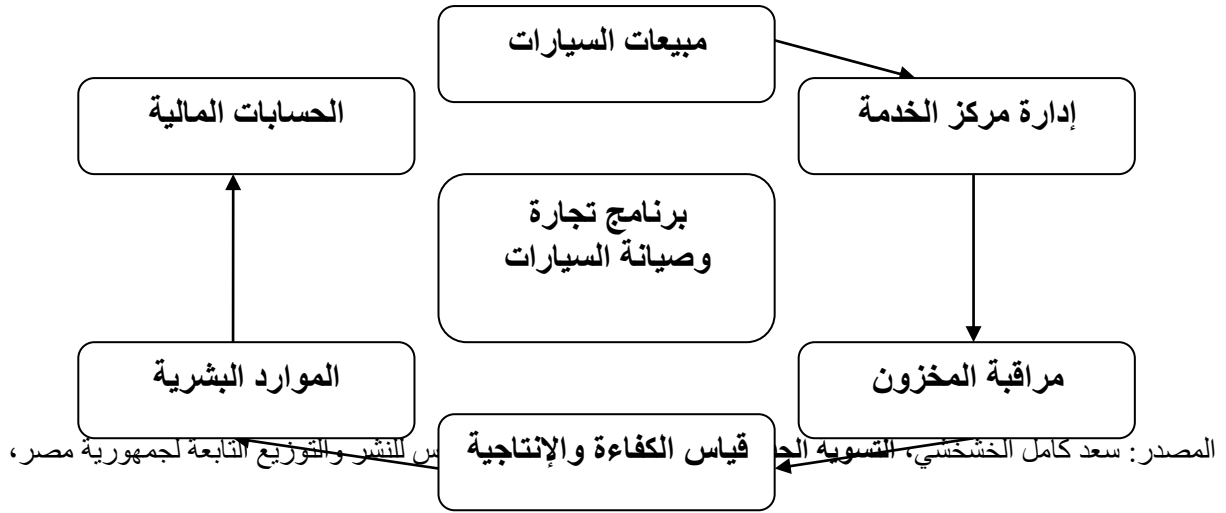 مبيعات السيارات
إدارة مركز الخدمة
الحسابات المالية
برنامج تجارة
وصيانة السيارات
مراقبة المخزون
الموارد البشرية
قياس الكفاءة والإنتاجية
المصدر: سعد كامل الخشخشي، التسويه للنشر والتوزيع التابعة لجمهورية مصر،